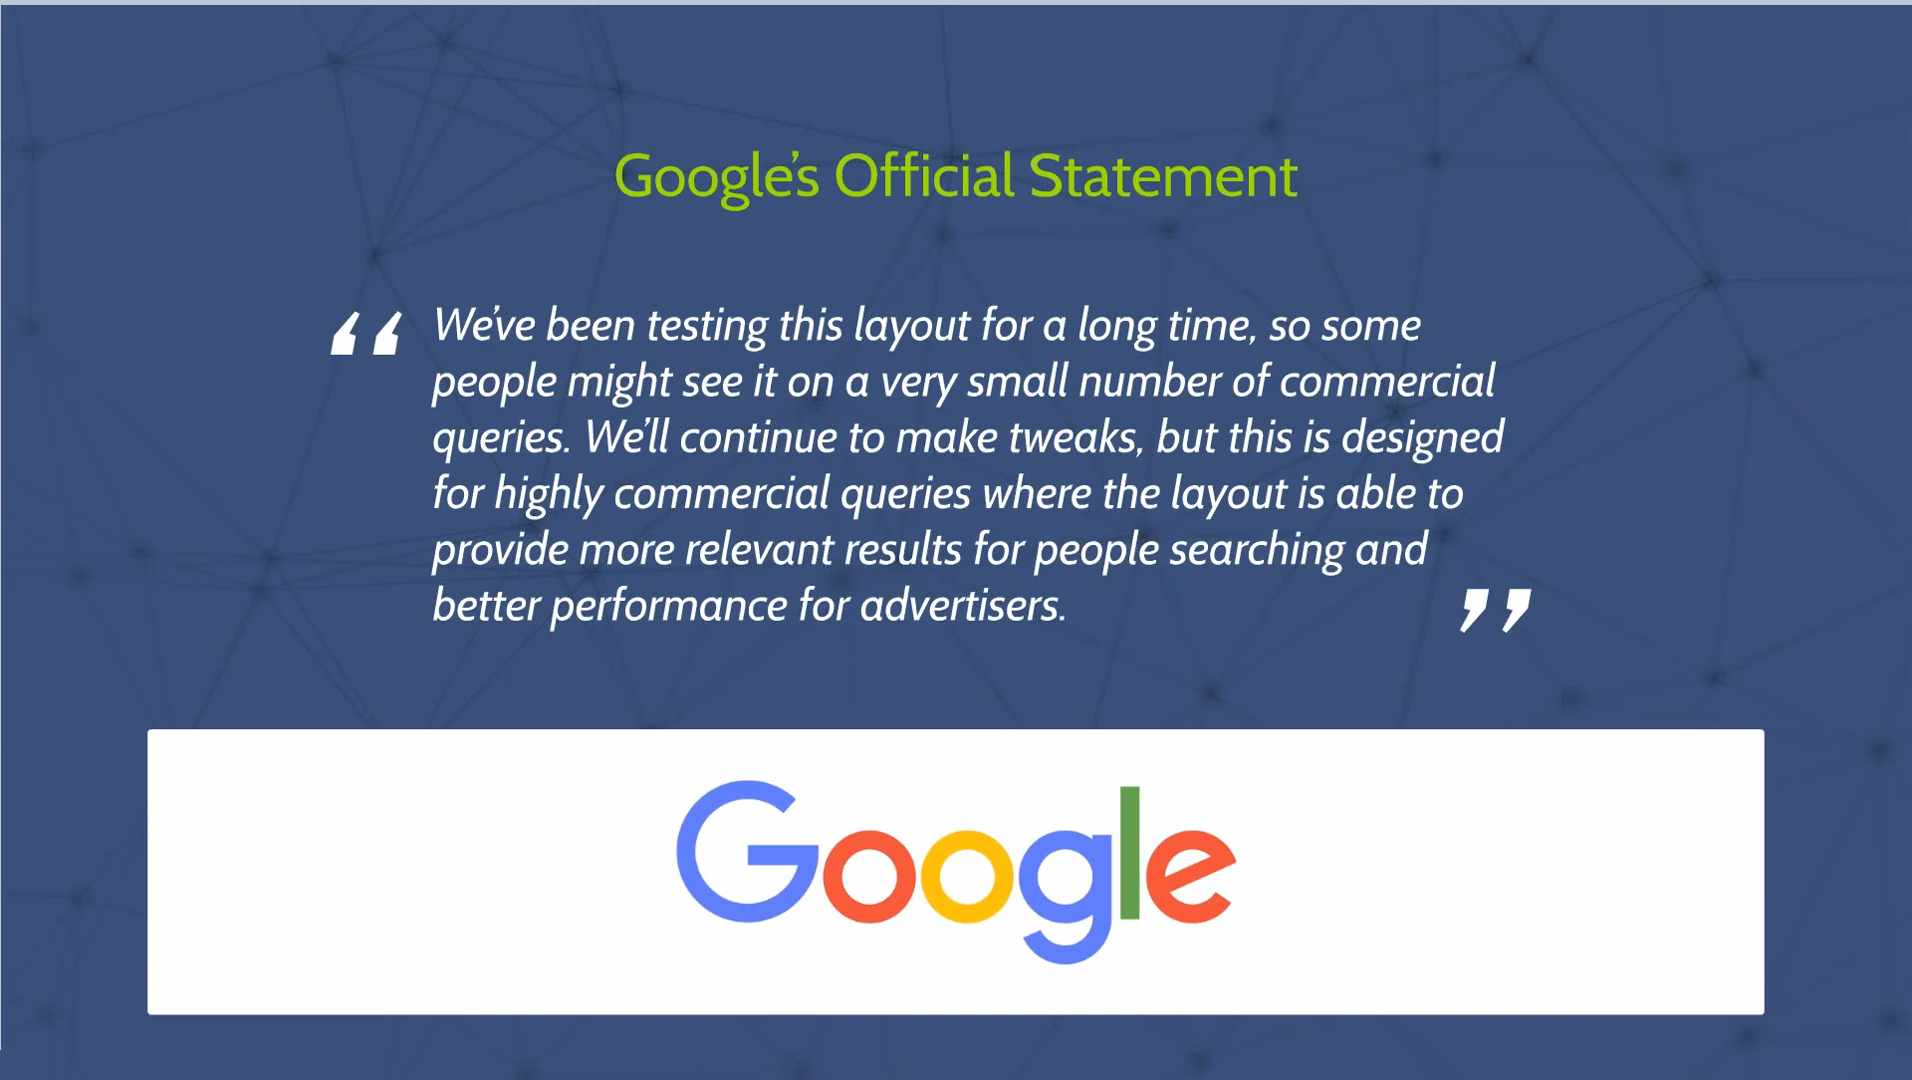 Google’s Official Statement
“ We’ve been testing this layout for a long time, so some
people might see it on a very small number of commercial
queries. We’ll continue to make tweaks, but this is designed
for highly commercial queries where the layout is able to
provide more relevant results for people searching and
better performance for advertisers. ”
Google